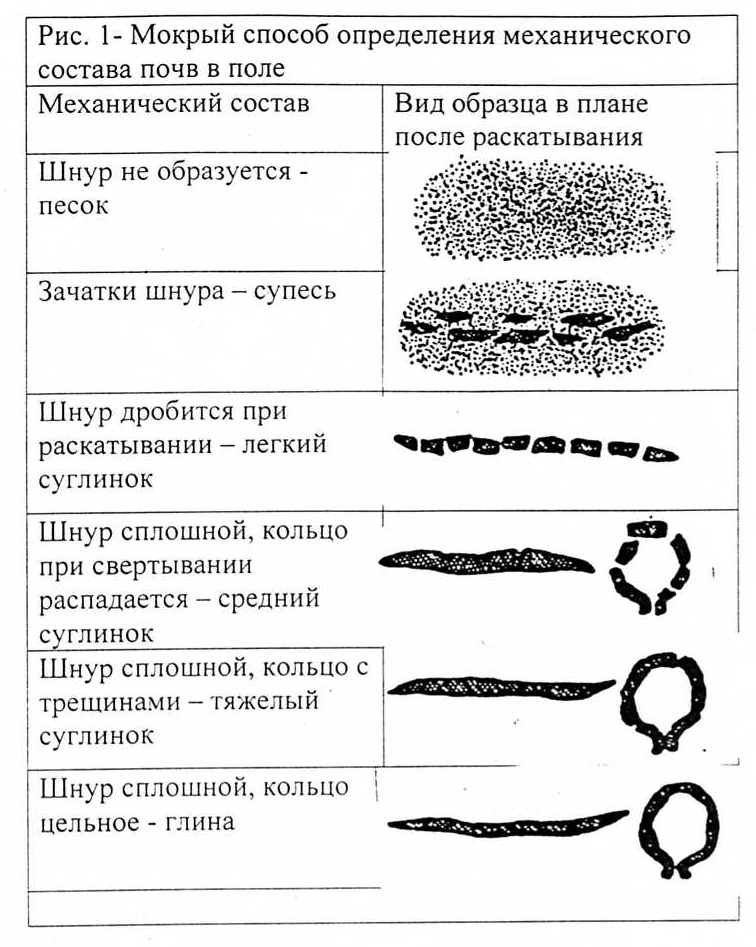 Рис. 1- Мокрый способ определения механического
состава почв в поле
Механический состав
Вид образца в плане
после раскатывания
Шнур не образуется -
песок
Зачатки шнура – супесь
Шнур дробится при
раскатывании – легкий
суглинок
Шнур сплошной, кольцо
при свертывании
распадается – средний
суглинок
Шнур сплошной, кольцо с
трещинами – тяжелый
суглинок
Шнур сплошной, кольцо
цельное - глина